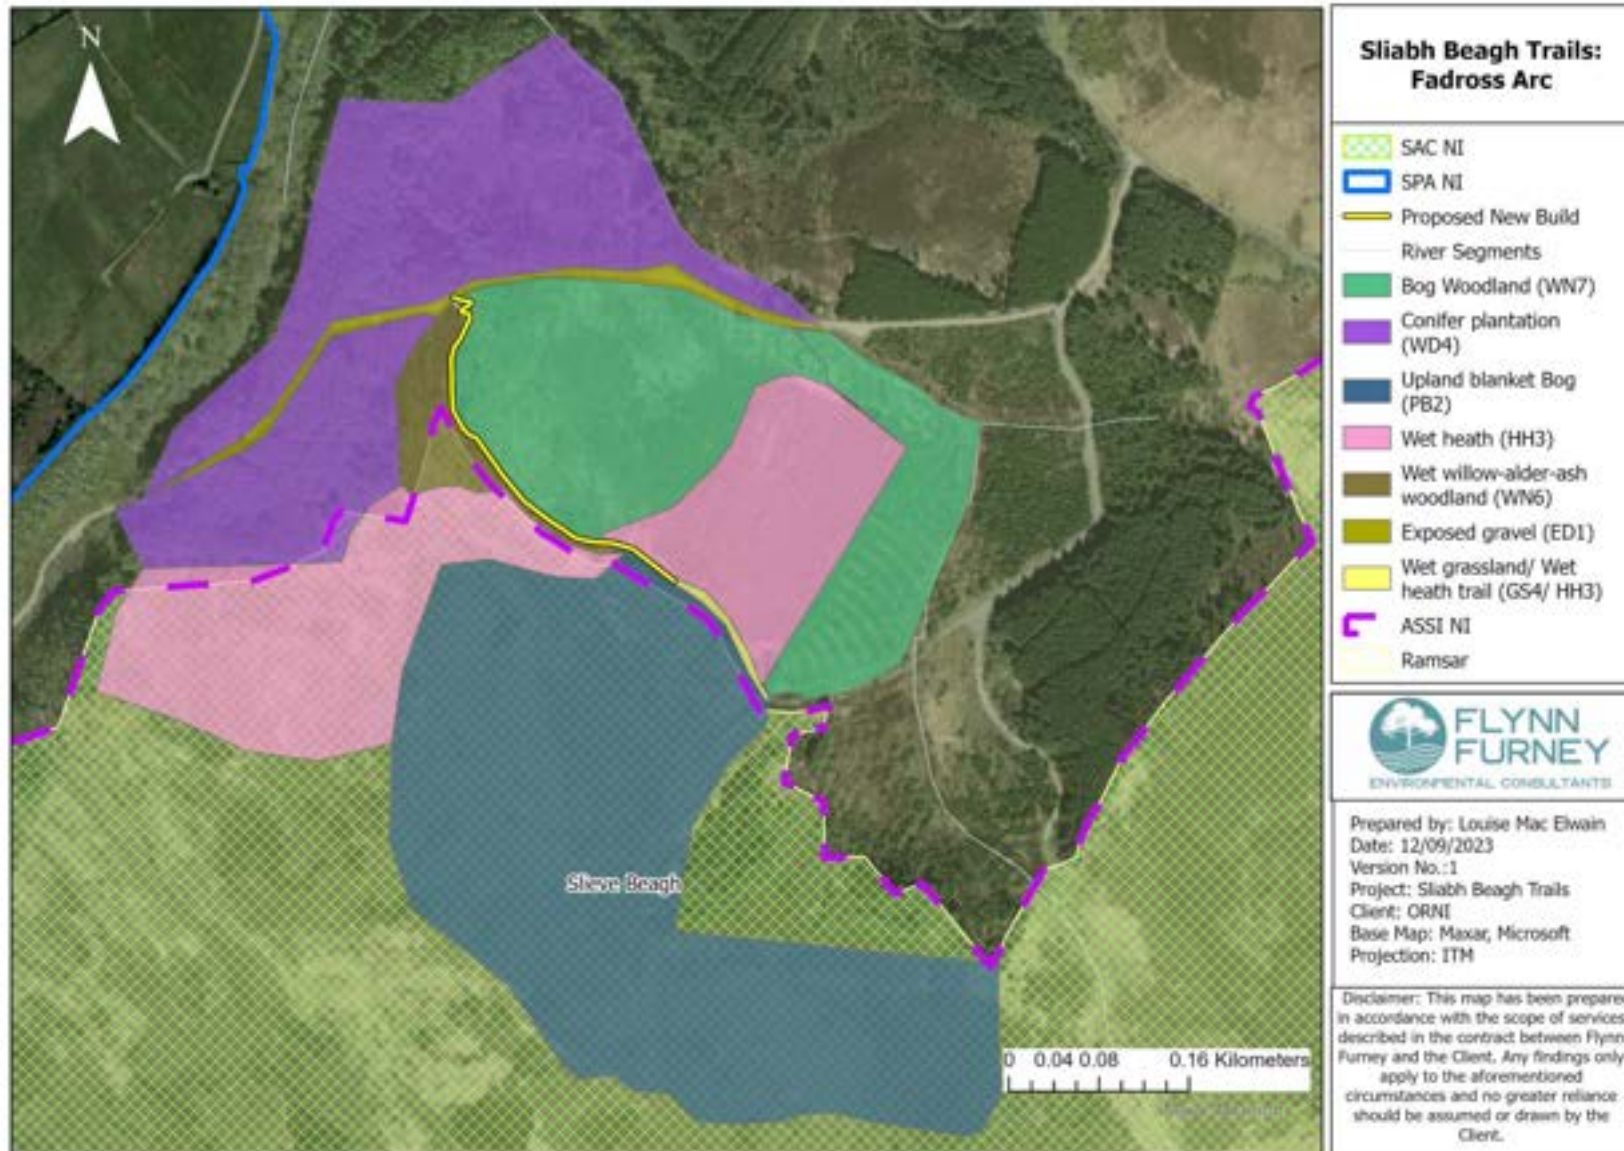 N
Slieve Beagh
0 0.04 0.08 0.16 Kilometers
Sliabh Beagh Trails:
Fadross Arc
SAC NI
SPA NI
Proposed New Build
River Segments
Bog Woodland (WN7)
Conifer plantation
(WD4)
Upland blanket Bog
(PB2)
Wet heath (HH3)
Wet willow-alder-ash
woodland (WN6)
Exposed gravel (ED1)
Wet grassland/ Wet
heath trail (GS4/ HH3)
ASSI NI
Ramsar
FLYNN
FURNEY
ENVIRONMENTAL CONSULTANTS
Prepared by: Louise Mac Elwain
Date: 12/09/2023
Version No.:1
Project: Sliabh Beagh Trails
Client: ORNI
Base Map: Maxar, Microsoft
Projection: ITM
Disclaimer: This map has been prepared
in accordance with the scope of services
described in the contract between Flynn
Furney and the Client. Any findings only
apply to the aforementioned
circumstances and no greater reliance
should be assumed or drawn by the
Client.